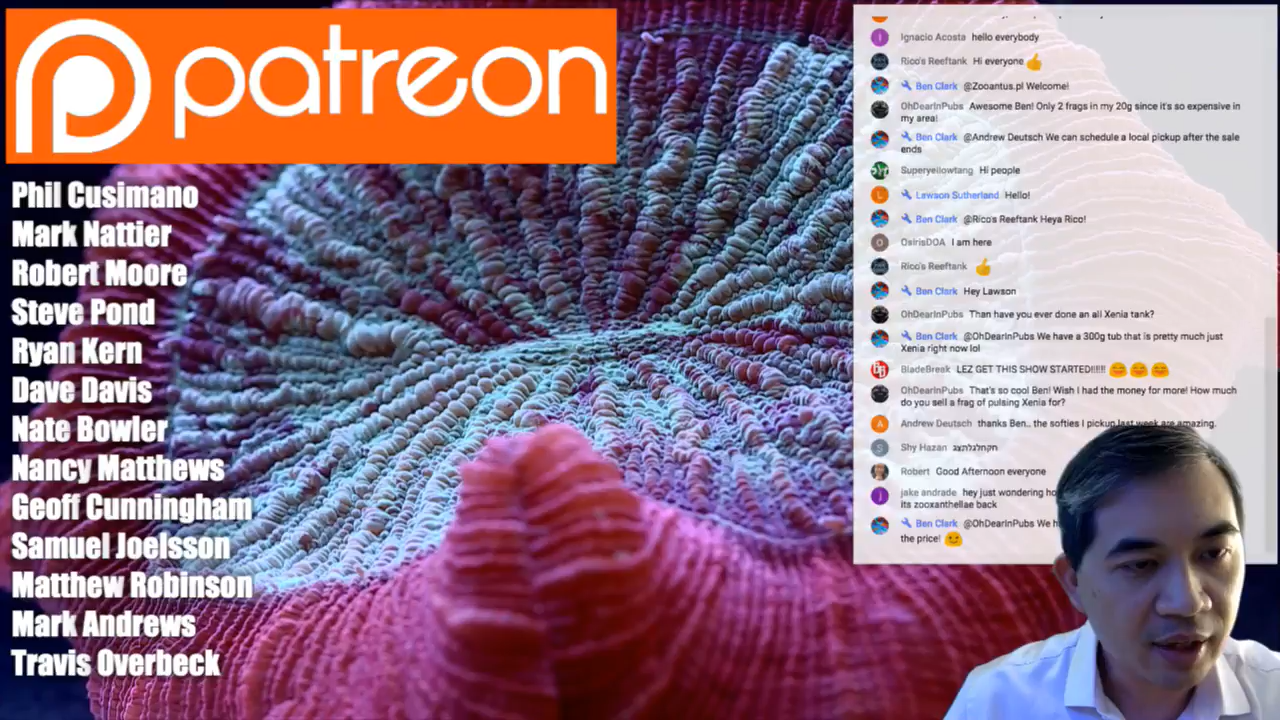 patreon
Phil Cusimano
Mark Nattier
Robert Moore
Steve Pond
Ryan Kern
Dave Davis
Nate Bowler
Nancy Matthews
Geoff Cunningham
Samuel Joelsson
Matthew Robinson
Mark Andrews
Travis Overbeck
Ignacio Acosta hello everybody
Rico's Reeftank Hi everyone
Ben Clark @Zooantus.pl Welcome!
OhDearInPubs Awesome Ben! Only 2 frags in my 20g since it's so expensive in
my area!
Ben Clark @Andrew Deutsch We can schedule a local pickup after the sale
ends
Superyellowtang Hi people
L Lawson Sutherland Hello!
Ben Clark @Rico's Reeftank Heya Rico!
O OsirisDOA I am here
Rico's Reeftank
Ben Clark Hey Lawson
OhDearInPubs Than have you ever done an all Xenia tank?
Ben Clark @OhDearInPubs We have a 300g tub that is pretty much just
Xenia right now lol
BladeBreak LEZ GET THIS SHOW STARTED!!!!!!
OhDearInPubs That's so cool Ben! Wish I had the money for more! How much
do you sell a frag of pulsing Xenia for?
A Andrew Deutsch thanks Ben.. the softies I pickup last week are amazing.
S Shy Hazan
Robert Good Afternoon everyone
jake andrade hey just wondering
its zooxanthellae back
Ben Clark @OhDearInPubs We
the price!